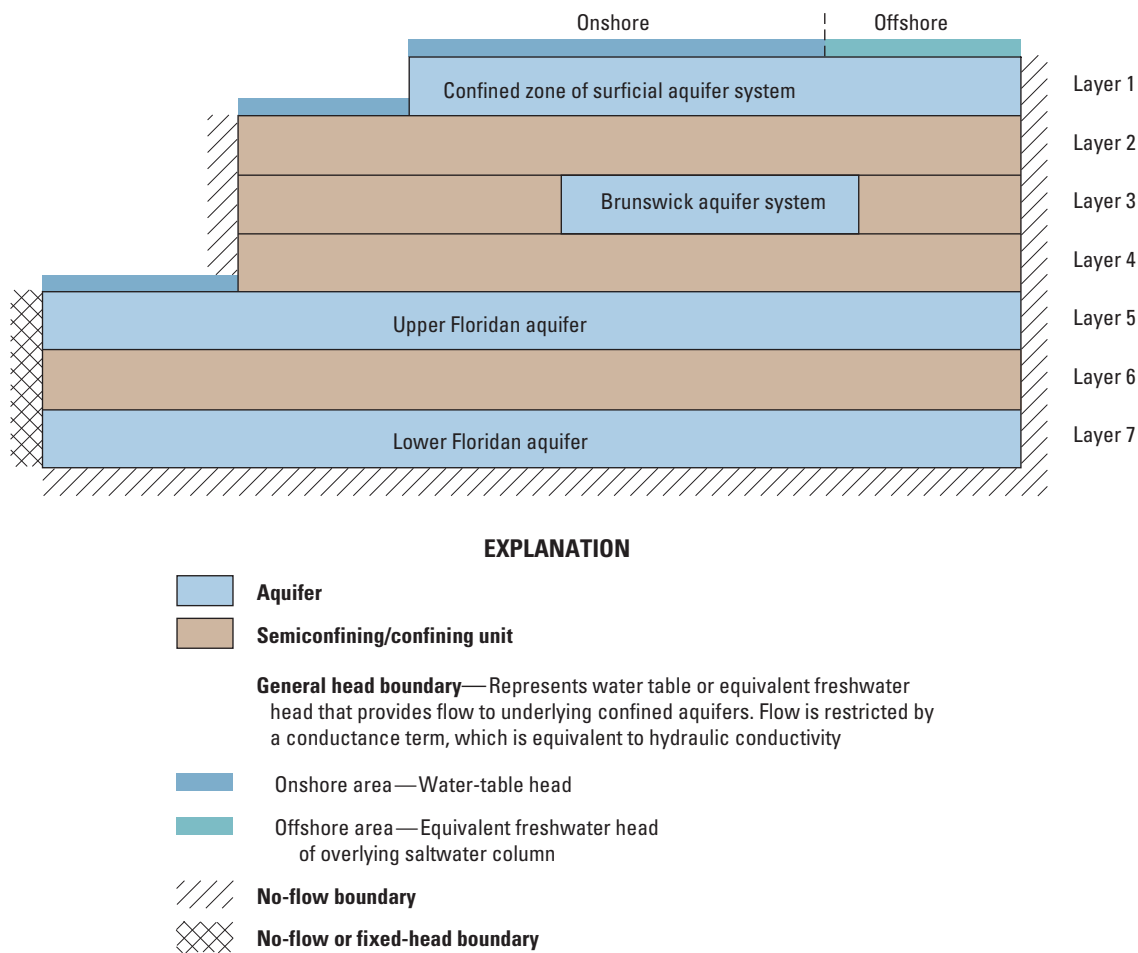 Onshore
Offshore
Confined zone of surficial aquifer system
Layer 1
Layer 2
Brunswick aquifer system
Layer 3
Layer 4
Upper Floridan aquifer
Layer 5
Layer 6
Lower Floridan aquifer
Layer 7
EXPLANATION
Aquifer
Semiconfining/confining unit
General head boundary—Represents water table or equivalent freshwater
head that provides flow to underlying confined aquifers. Flow is restricted by
a conductance term, which is equivalent to hydraulic conductivity
Onshore area—Water-table head
Offshore area—Equivalent freshwater head
of overlying saltwater column
No-flow boundary
No-flow or fixed-head boundary